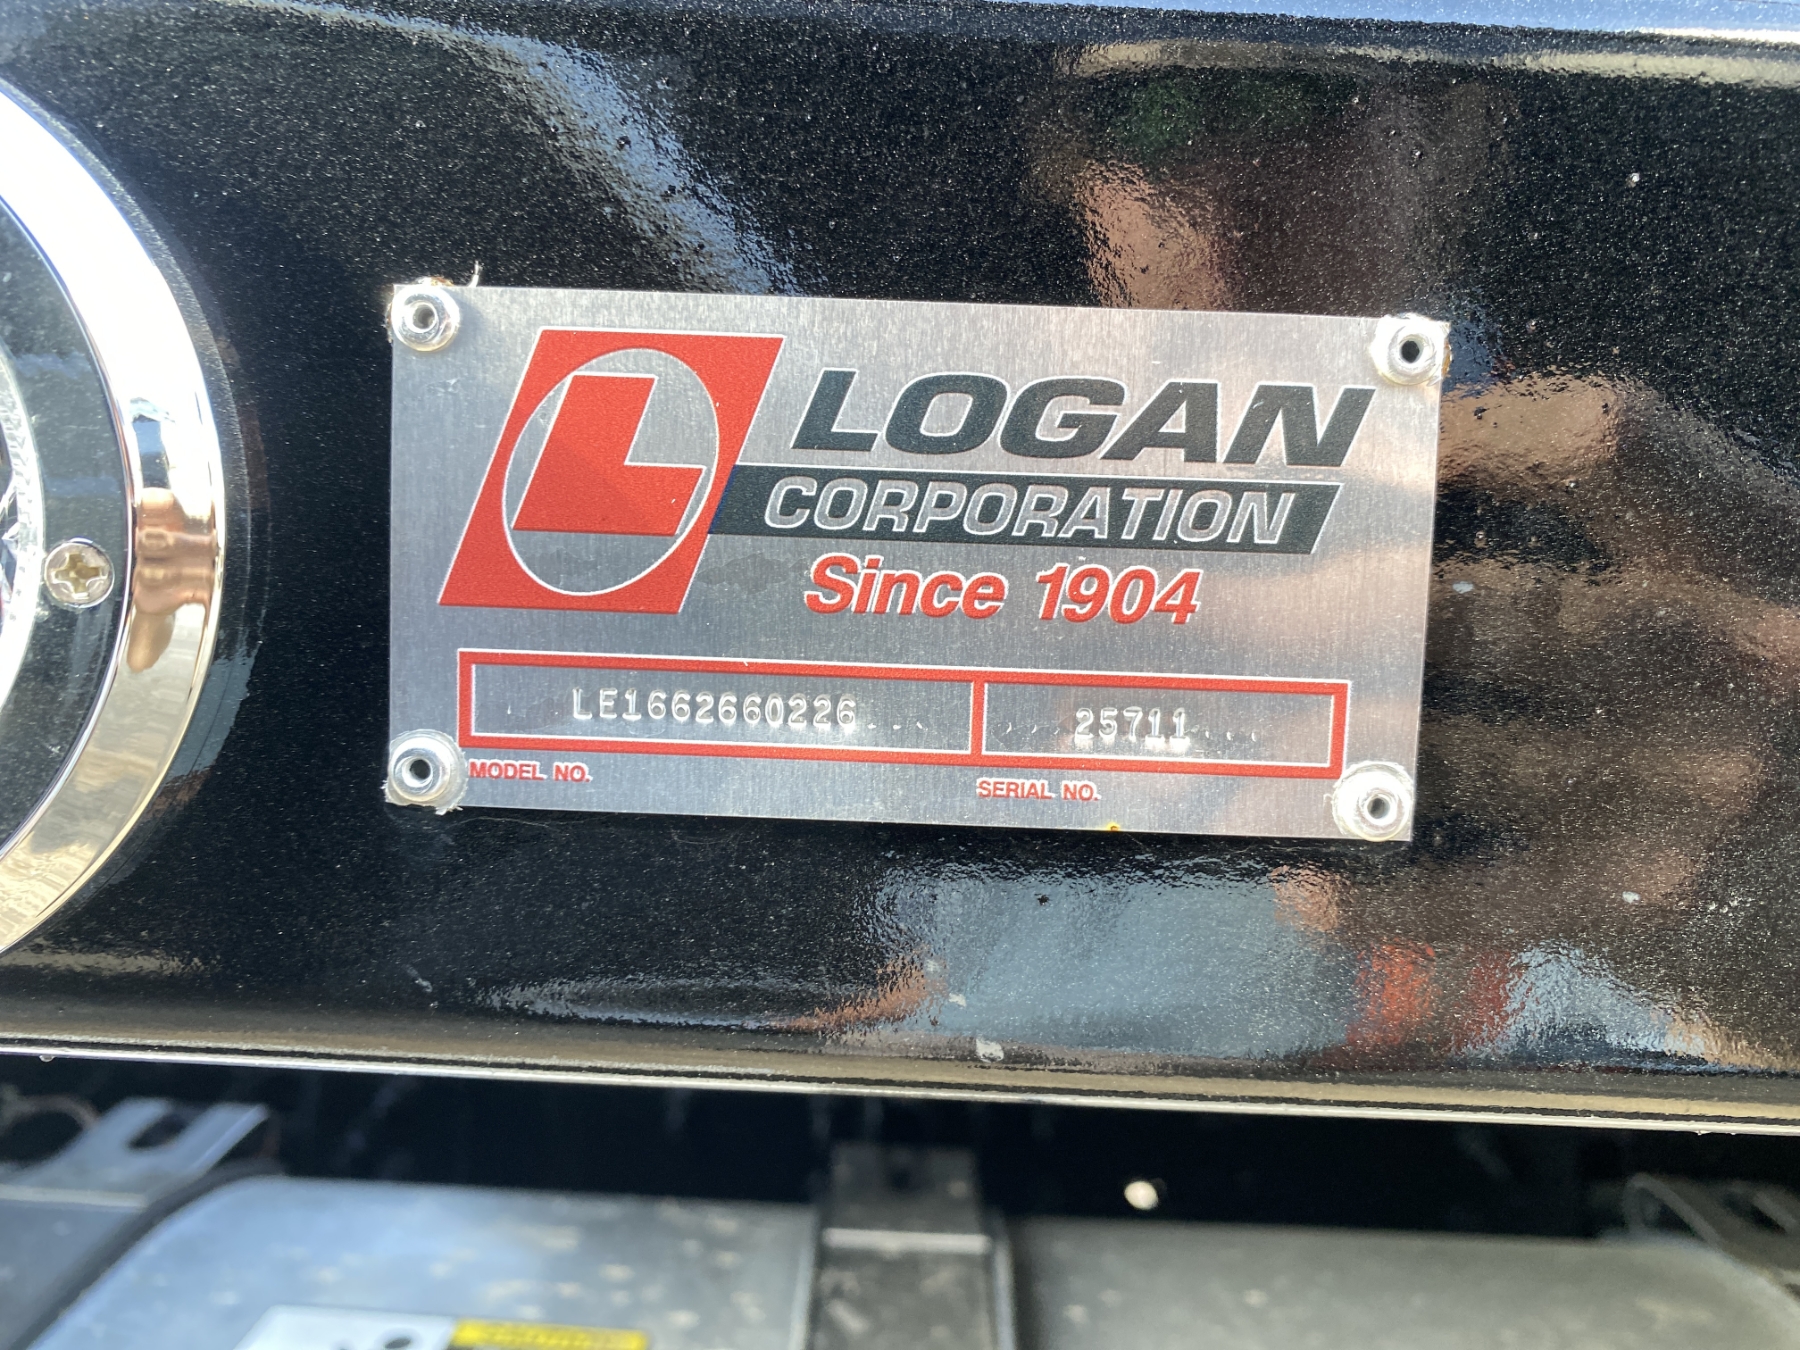 L
LOGAN
CORPORATION
Since 1904
LE1662660226
25711
MODEL NO.
SERIAL NO.